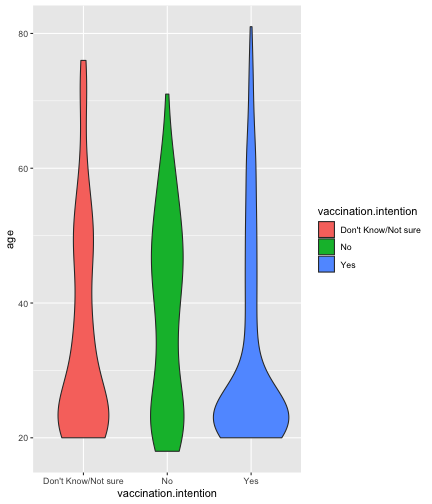 80
60
40
20
age
Don't Know/Not sure
No
Yes
vaccination.intention
vaccination.intention
Don't Know/Not sure
No
Yes